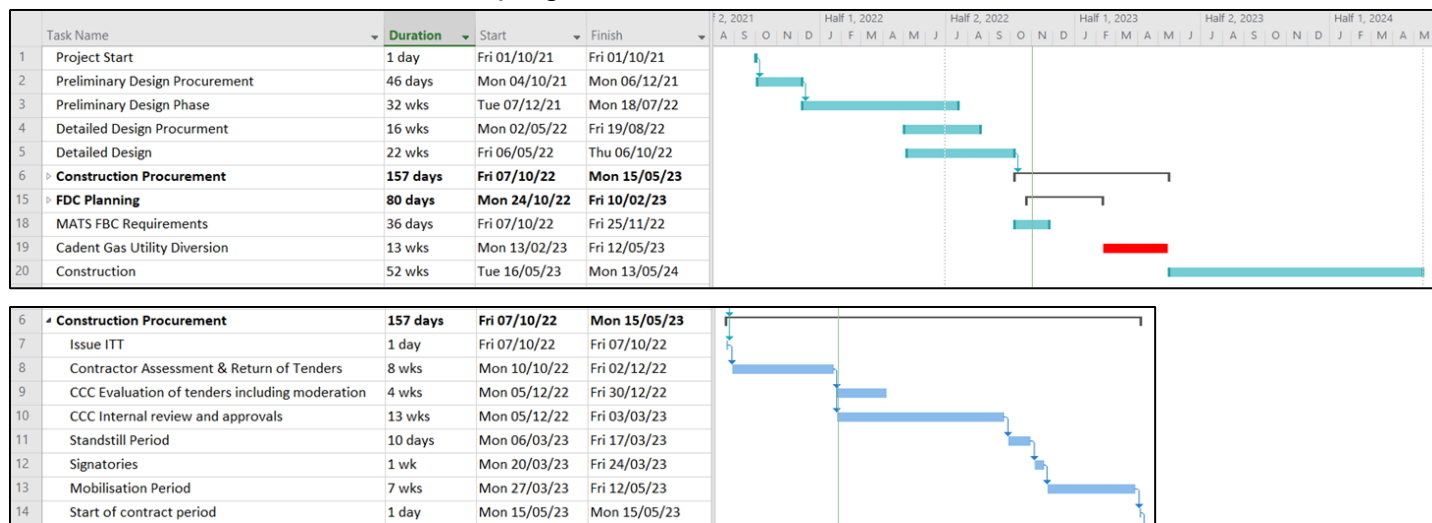 f 2, 2021 Half 1, 2022 Half 2, 2022 Half 1, 2023 Half 2, 2023 Half 1, 2024
Task Name Duration Start Finish A S O N D J F M A M J J A S O N D J F M A M J J A S O N D J F M A M
1 Project Start 1 day Fri 01/10/21 Fri 01/10/21
2 Preliminary Design Procurement 46 days Mon 04/10/21 Mon 06/12/21
3 Preliminary Design Phase 32 wks Tue 07/12/21 Mon 18/07/22
4 Detailed Design Procurment 16 wks Mon 02/05/22 Fri 19/08/22
5 Detailed Design 22 wks Fri 06/05/22 Thu 06/10/22
6 Construction Procurement 157 days Fri 07/10/22 Mon 15/05/23
15 FDC Planning 80 days Mon 24/10/22 Fri 10/02/23
18 MATS FBC Requirements 36 days Fri 07/10/22 Fri 25/11/22
19 Cadent Gas Utility Diversion 13 wks Mon 13/02/23 Fri 12/05/23
20 Construction 52 wks Tue 16/05/23 Mon 13/05/24
6 Construction Procurement 157 days Fri 07/10/22 Mon 15/05/23
7 Issue ITT 1 day Fri 07/10/22 Fri 07/10/22
8 Contractor Assessment & Return of Tenders 8 wks Mon 10/10/22 Fri 02/12/22
9 CCC Evaluation of tenders including moderation 4 wks Mon 05/12/22 Fri 30/12/22
10 CCC Internal review and approvals 13 wks Mon 05/12/22 Fri 03/03/23
11 Standstill Period 10 days Mon 06/03/23 Fri 17/03/23
12 Signatories 1 wk Mon 20/03/23 Fri 24/03/23
13 Mobilisation Period 7 wks Mon 27/03/23 Fri 12/05/23
14 Start of contract period 1 day Mon 15/05/23 Mon 15/05/23